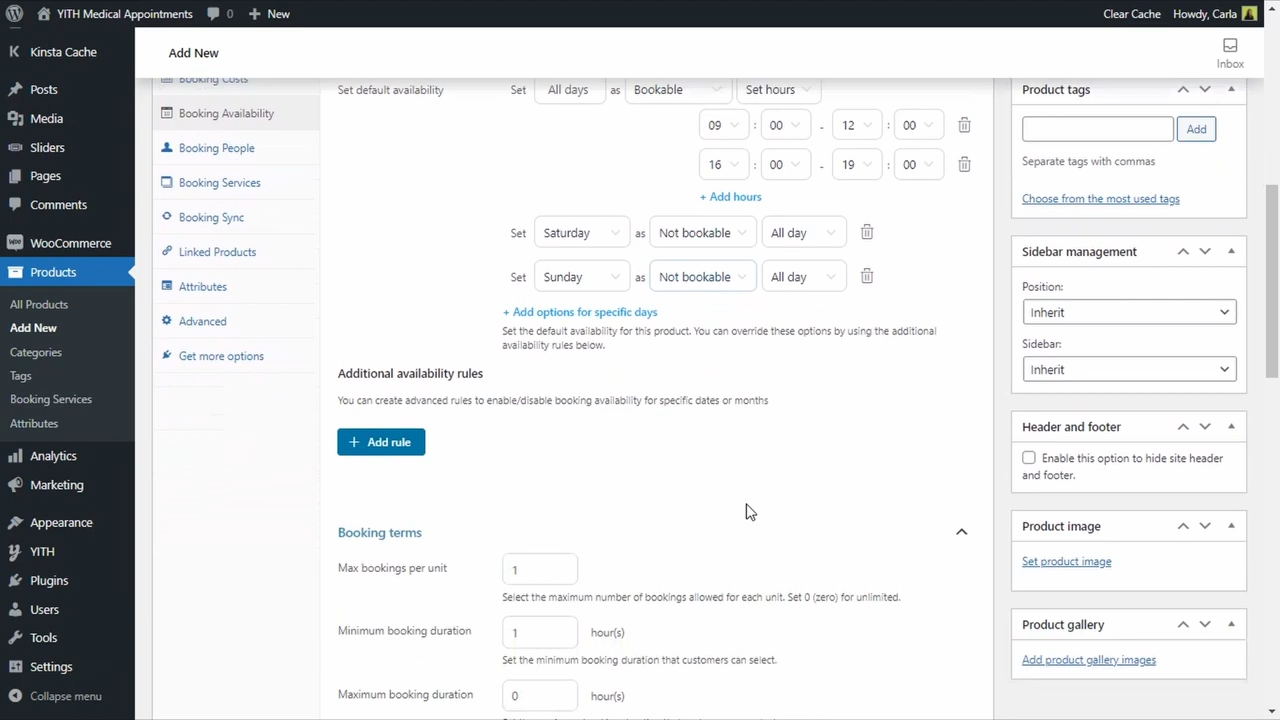 YITH Medical Appointments
0
+ New
Clear Cache
Howdy, Carla
Kinsta Cache
Posts
Media
Sliders
Pages
Comments
WooCommerce
Products
All Products
Add New
Categories
Tags
Booking Services
Attributes
Analytics
Marketing
Appearance
YITH
Plugins
Users
Tools
Settings
Collapse menu
Add New
Inbox
Booking Costs
Booking Availability
Booking People
Booking Services
Booking Sync
Linked Products
Attributes
Advanced
Get more options
Set default availability
Set All days as Bookable Set hours
09 : 00 - 12 : 00
16 : 00 - 19 : 00
+ Add hours
Set Saturday as Not bookable All day
Set Sunday as Not bookable All day
+ Add options for specific days
Set the default availability for this product. You can override these options by using the additional
availability rules below.
Additional availability rules
You can create advanced rules to enable/disable booking availability for specific dates or months
+ Add rule
Booking terms
Max bookings per unit
1
Select the maximum number of bookings allowed for each unit. Set 0 (zero) for unlimited.
Minimum booking duration
1 hour(s)
Set the minimum booking duration that customers can select.
Maximum booking duration
0 hour(s)
Product tags
Add
Separate tags with commas
Choose from the most used tags
Sidebar management
Position:
Inherit
Sidebar:
Inherit
Header and footer
Enable this option to hide site header
and footer.
Product image
Set product image
Product gallery
Add product gallery images